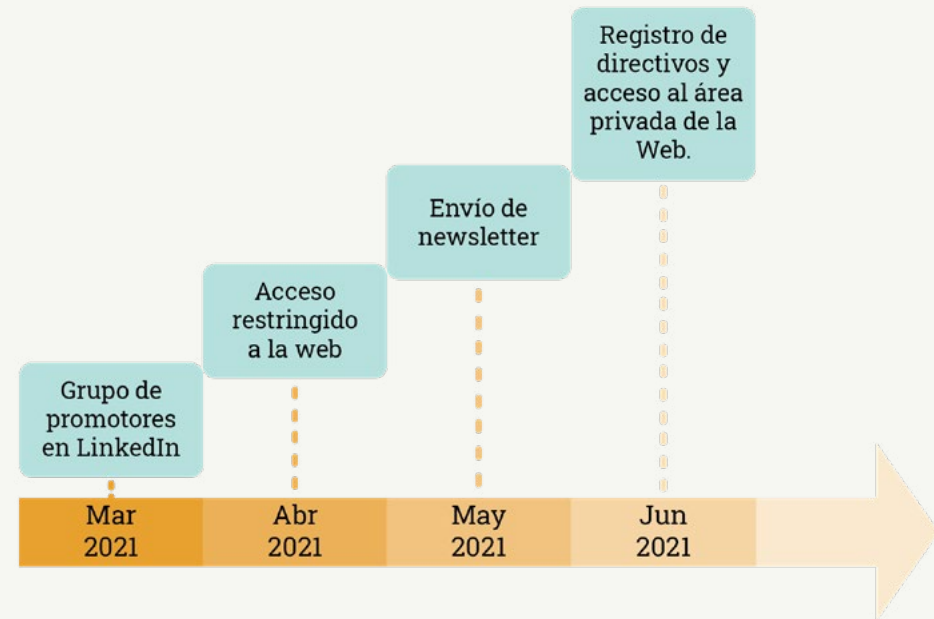 Registro de
directivos y
acceso al área
privada de la
Web.
Envío de
newsletter
Acceso
restringido
a la web
Grupo de
promotores
en LinkedIn
Mar
2021
Abr
2021
May
2021
Jun
2021